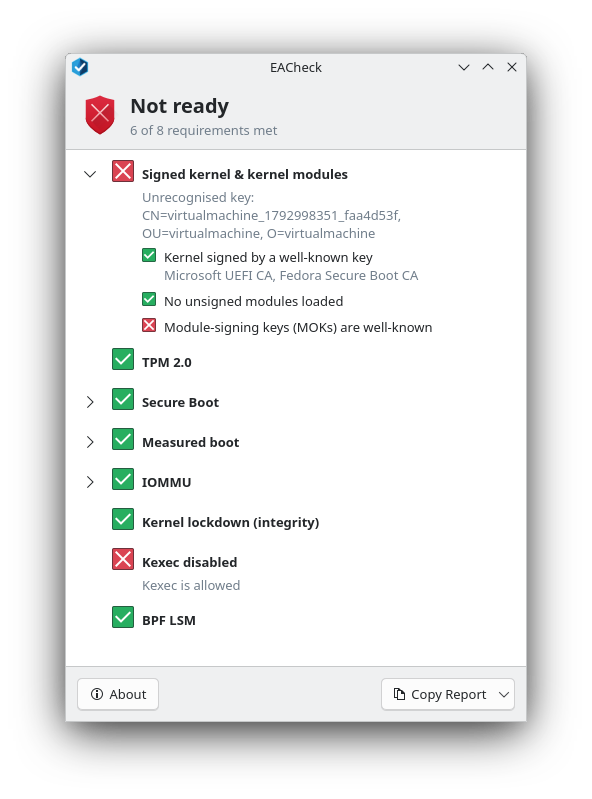 EACheck
Not ready
6 of 8 requirements met
Signed kernel & kernel modules
Unrecognised key:
CN=virtualmachine_1792998351_faa4d53f,
OU=virtualmachine, O=virtualmachine
Kernel signed by a well-known key
Microsoft UEFI CA, Fedora Secure Boot CA
No unsigned modules loaded
Module-signing keys (MOKs) are well-known
TPM 2.0
Secure Boot
Measured boot
IOMMU
Kernel lockdown (integrity)
Kexec disabled
Kexec is allowed
BPF LSM
About
Copy Report